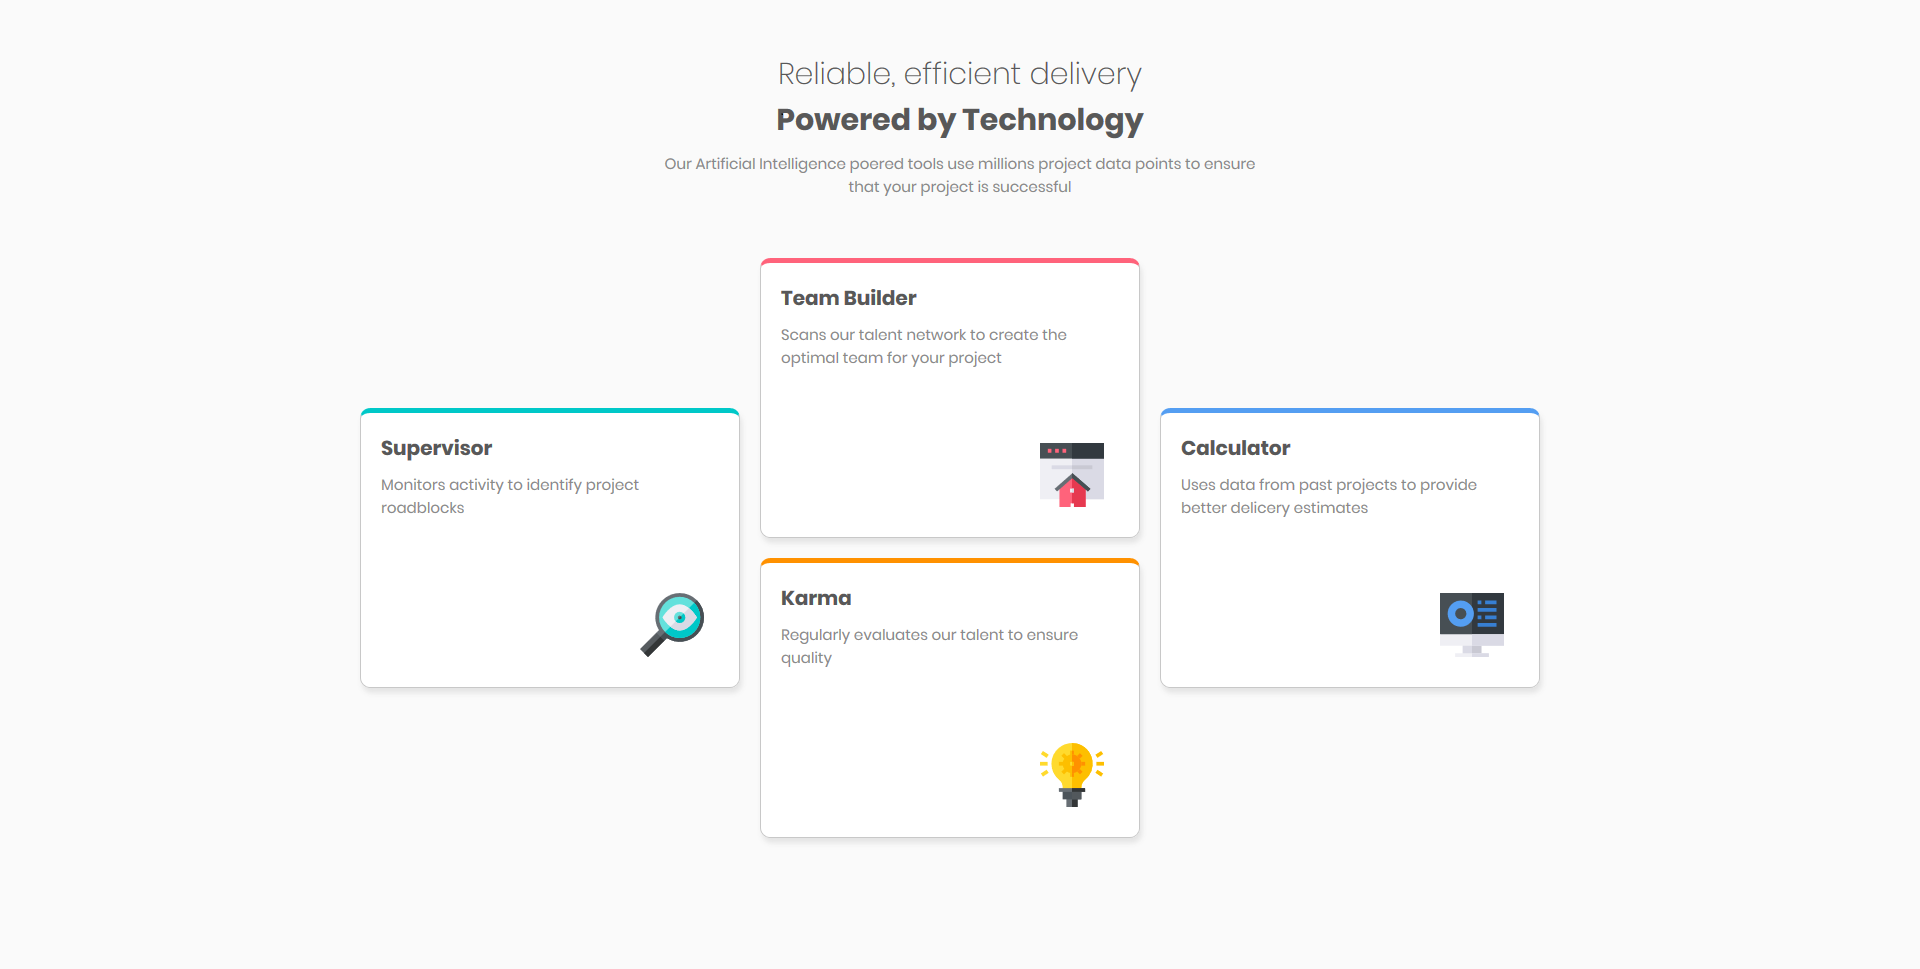 Reliable, efficient delivery
Powered by Technology
Our Artificial Intelligence poered tools use millions project data points to ensure
that your project is successful
Team Builder
Scans our talent network to create the
optimal team for your project
Supervisor
Monitors activity to identify project
roadblocks
Calculator
Uses data from past projects to provide
better delicery estimates
Karma
Regularly evaluates our talent to ensure
quality